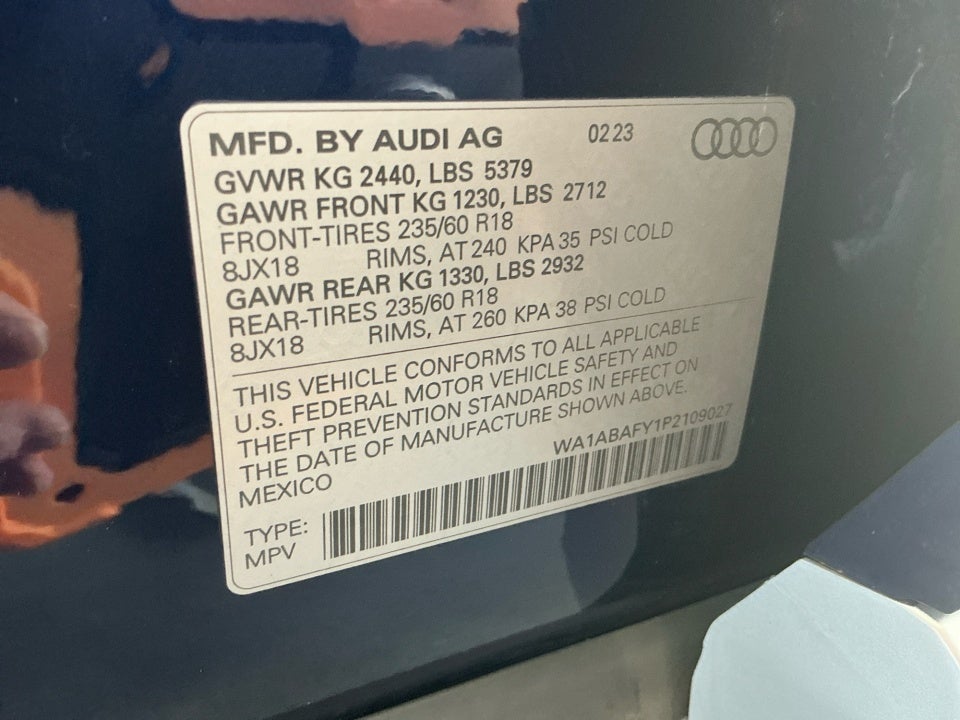 MFD. BY AUDI AG 02 23
GVWR KG 2440, LBS 5379
GAWR FRONT KG 1230, LBS 2712
FRONT-TIRES 235/60 R18
8JX18 RIMS, AT 240 KPA 35 PSI COLD
GAWR REAR KG 1330, LBS 2932
REAR-TIRES 235/60 R18
8JX18 RIMS, AT 260 KPA 38 PSI COLD
THIS VEHICLE CONFORMS TO ALL APPLICABLE
U.S. FEDERAL MOTOR VEHICLE SAFETY AND
THEFT PREVENTION STANDARDS IN EFFECT ON
THE DATE OF MANUFACTURE SHOWN ABOVE.
MEXICO WA1ABAFY1P2109027
TYPE:
MPV